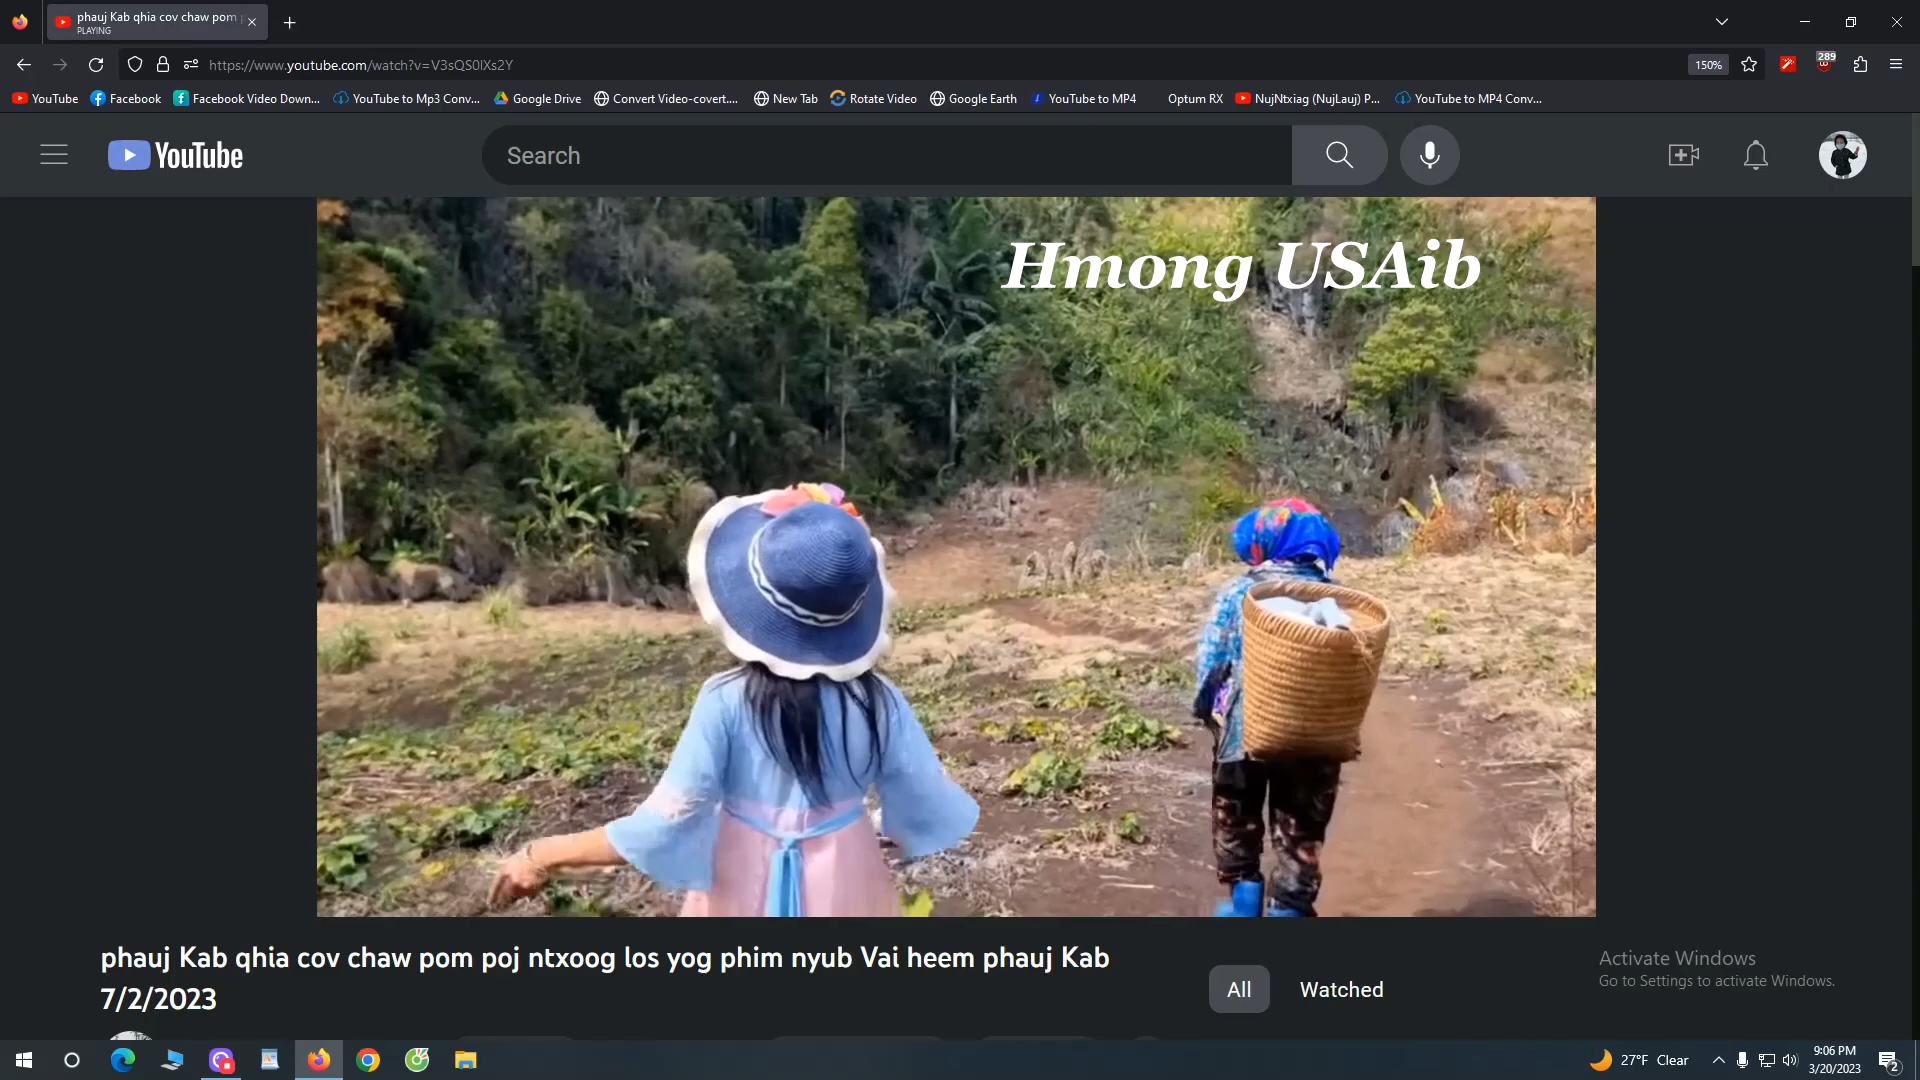 phauj Kab qhia cov chaw pom
PLAYING
https://www.youtube.com/watch?v=V3sQS0lXs2Y
150%
289
YouTube
Facebook
Facebook Video Down...
YouTube to Mp3 Conv...
Google Drive
Convert Video-covert....
New Tab
Rotate Video
Google Earth
YouTube to MP4
Optum RX
NujNtxiag (NujLauj) P...
YouTube to MP4 Conv...
YouTube
Search
Hmong USAib
phauj Kab qhia cov chaw pom poj ntxoog los yog phim nyub Vai heem phauj Kab
7/2/2023
All
Watched
Activate Windows
Go to Settings to activate Windows.
27°F Clear
9:06 PM
3/20/2023
2